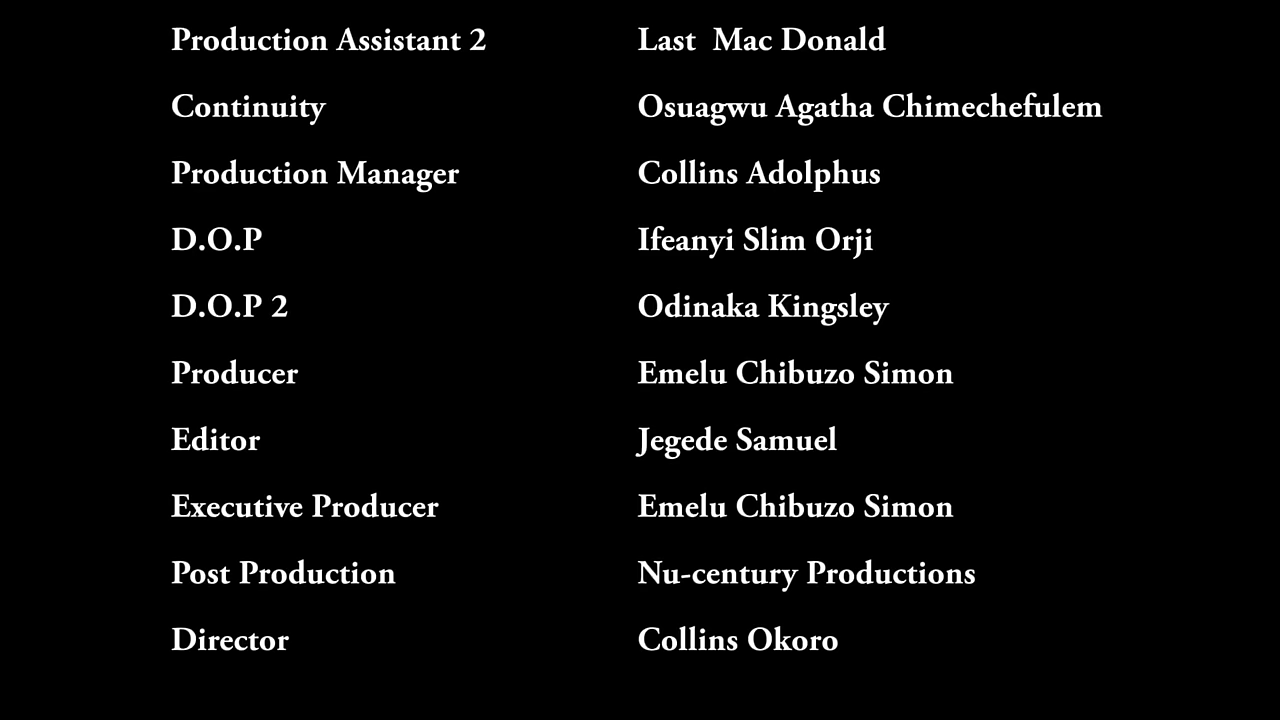 Production Assistant 2 Last  Mac Donald
Continuity Osuagwu Agatha Chimechefulem
Production Manager Collins Adolphus
D.O.P Ifeanyi Slim Orji
D.O.P 2 Odinaka Kingsley
Producer Emelu Chibuzo Simon
Editor Jegede Samuel
Executive Producer Emelu Chibuzo Simon
Post Production Nu-century Productions
Director Collins Okoro